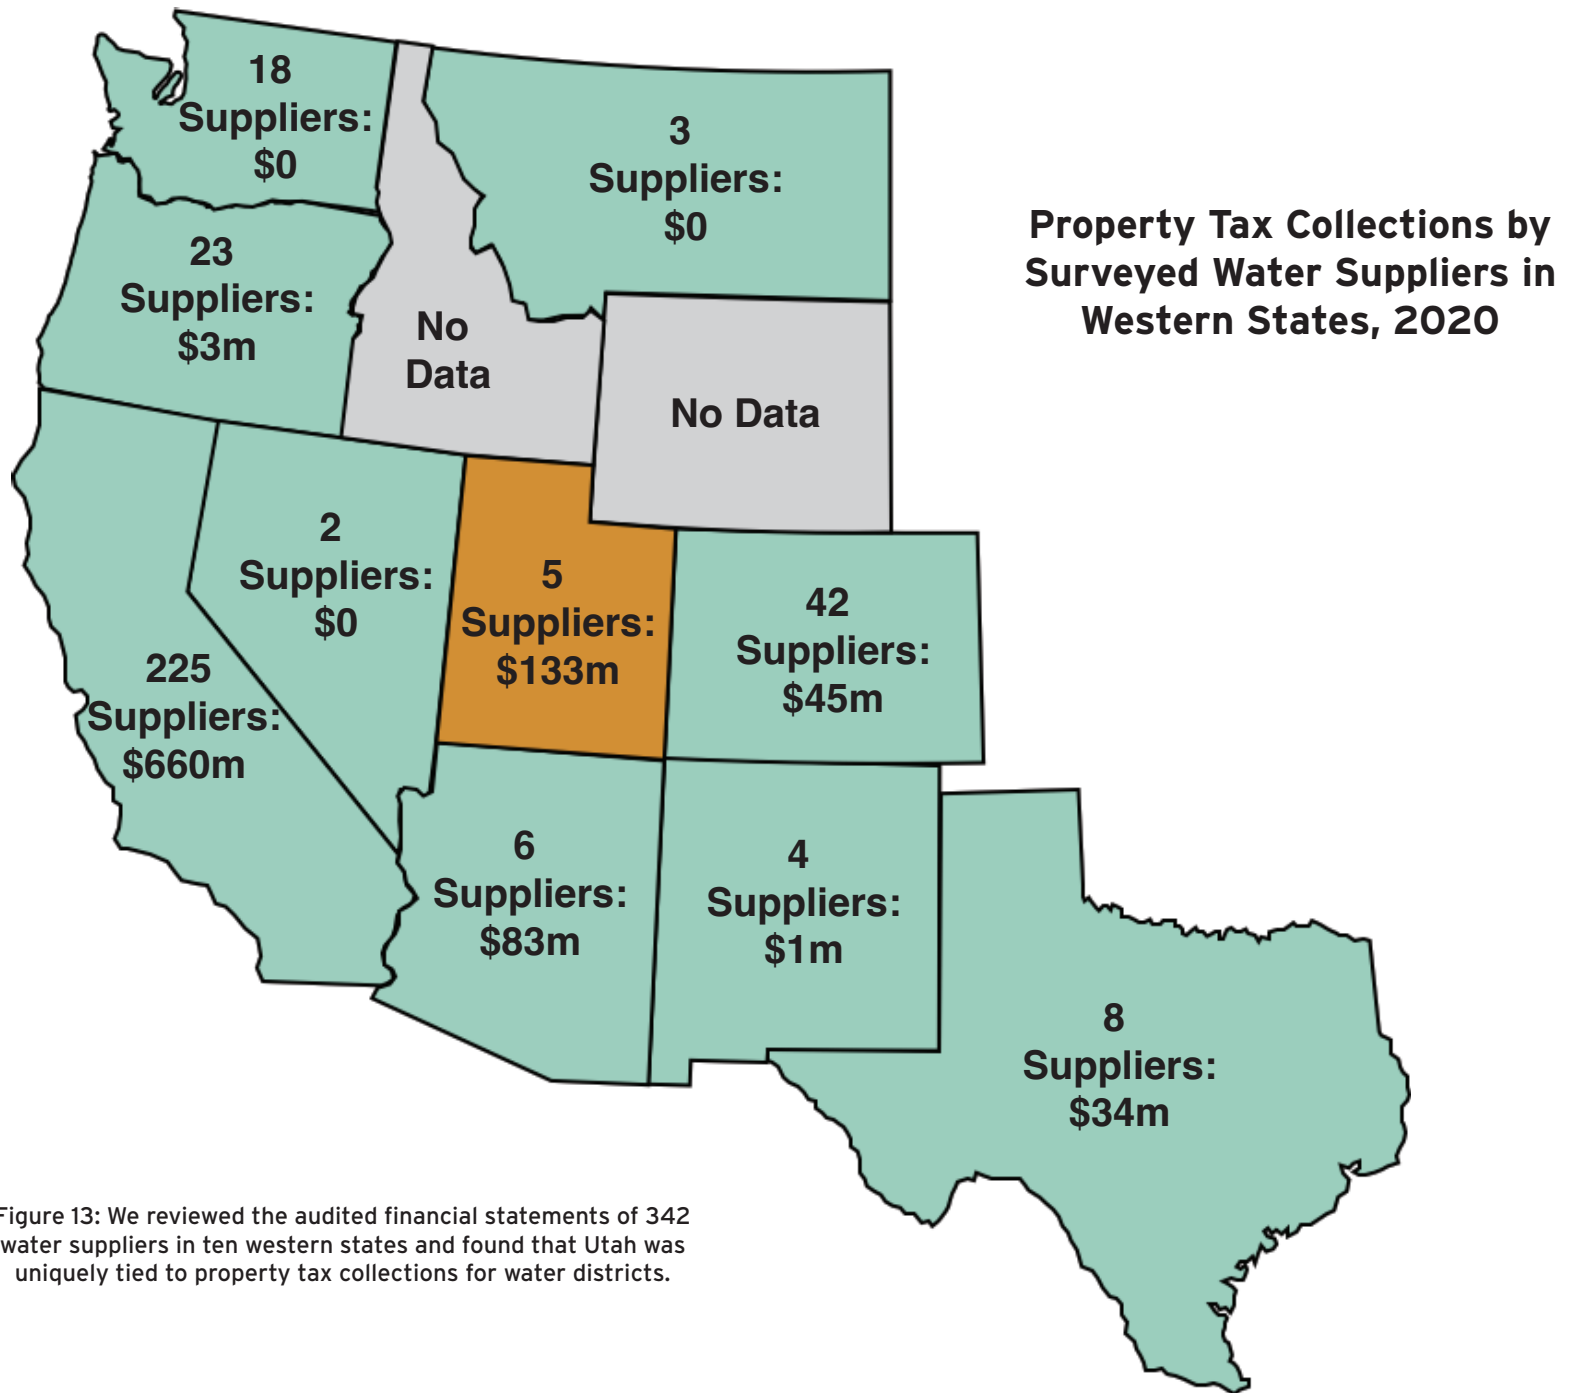 18
Suppliers:
$0
3
Suppliers:
$0
Property Tax Collections by
Surveyed Water Suppliers in
Western States, 2020
23
Suppliers:
$3m
No
Data
No Data
2
Suppliers:
$0
5
Suppliers:
$133m
42
Suppliers:
$45m
225
Suppliers:
$660m
6
Suppliers:
$83m
4
Suppliers:
$1m
8
Suppliers:
$34m
Figure 13: We reviewed the audited financial statements of 342
water suppliers in ten western states and found that Utah was
uniquely tied to property tax collections for water districts.